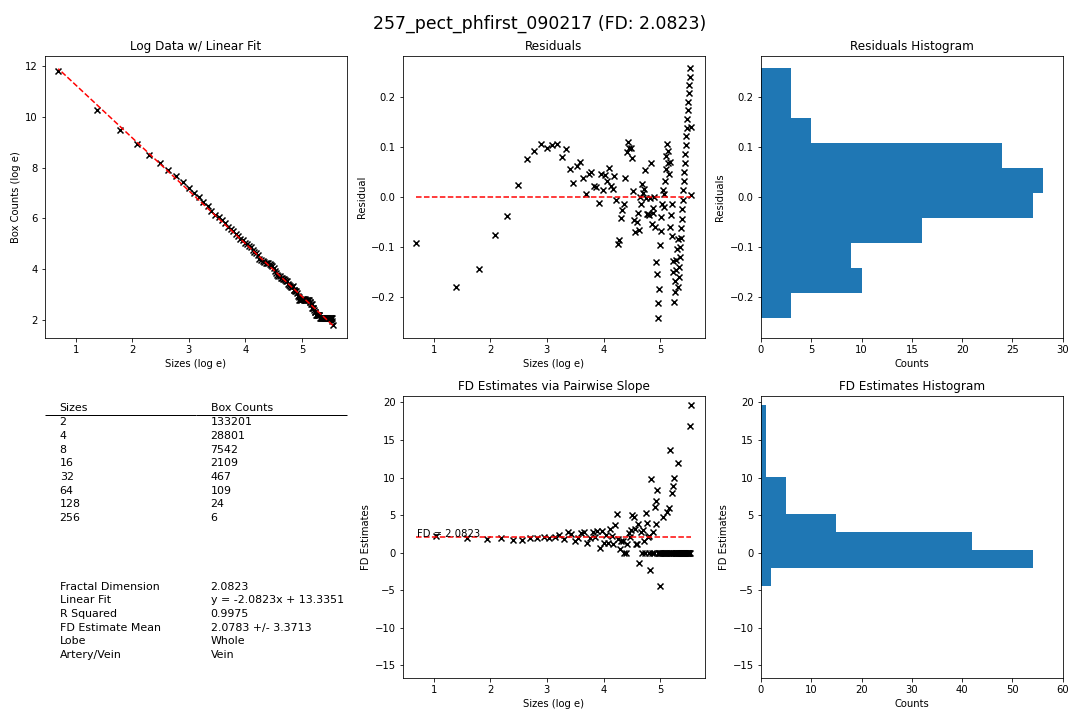 257_pect_phfirst_090217 (FD: 2.0823)
Log Data w/ Linear Fit
12
10
8
6
4
2
Box Counts (log e)
1 2 3 4 5
Sizes (log e)
Residuals
0.2
0.1
0.0
−0.1
−0.2
Residual
1 2 3 4 5
Sizes (log e)
Residuals Histogram
0.2
0.1
0.0
−0.1
−0.2
Residuals
0 5 10 15 20 25 30
Counts
Sizes Box Counts
2 133201
4 28801
8 7542
16 2109
32 467
64 109
128 24
256 6
Fractal Dimension 2.0823
Linear Fit y = -2.0823x + 13.3351
R Squared 0.9975
FD Estimate Mean 2.0783 +/- 3.3713
Lobe Whole
Artery/Vein Vein
FD Estimates via Pairwise Slope
20
15
10
5
0
−5
−10
−15
FD Estimates
FD = 2.0823
1 2 3 4 5
Sizes (log e)
FD Estimates Histogram
20
15
10
5
0
−5
−10
−15
FD Estimates
0 10 20 30 40 50 60
Counts